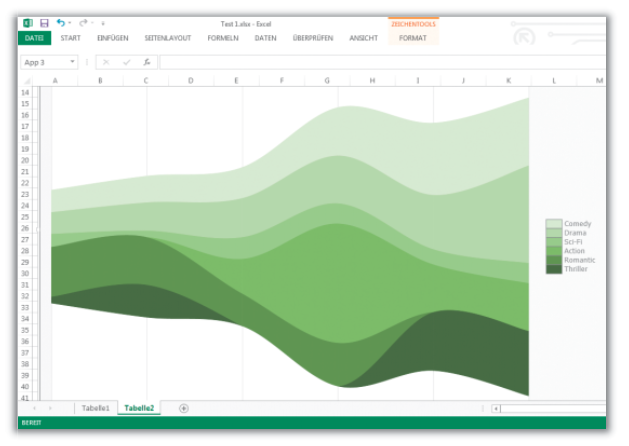 Test 1.xlsx - Excel
ZEICHENTOOLS
DATEI START EINFÜGEN SEITENLAYOUT FORMELN DATEN ÜBERPRÜFEN ANSICHT FORMAT
App 3
fx
A B C D E F G H I J K L M
14
15
16
17
18
19
20
21
22
23
24
25
26
27
28
29
30
31
32
33
34
35
36
37
38
39
40
41
Comedy
Drama
Sci-Fi
Action
Romantic
Thriller
Tabelle1 Tabelle2
BEREIT